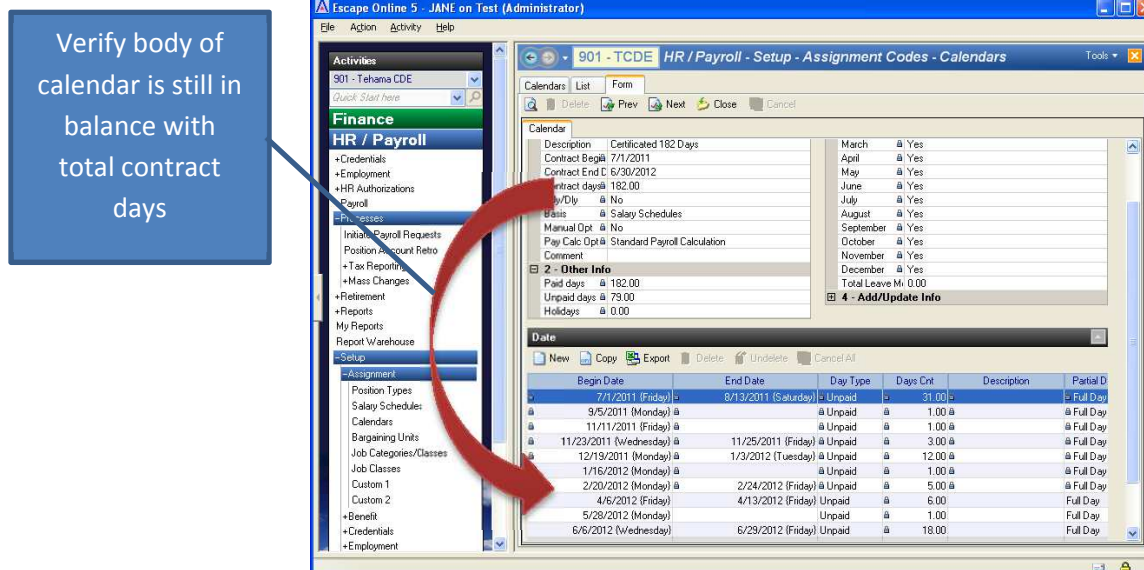 Verify body of
calendar is still in
balance with
total contract
days
Escape Online 5 - JANE on Test (Administrator)
File Action Activity Help
Activities
901 - Tehama CDE
Quick Start here
Finance
HR / Payroll
+Credentials
+Employment
+HR Authorizations
Payroll
-Processes
Initiate Payroll Requests
Position Account Retro
+Tax Reporting
+Mass Changes
+Retirement
+Reports
My Reports
Report Warehouse
-Setup
-Assignment
Position Types
Salary Schedules
Calendars
Bargaining Units
Job Categories/Classes
Job Classes
Custom 1
Custom 2
+Benefit
+Credentials
+Employment
901 - TCDE HR / Payroll - Setup - Assignment Codes - Calendars Tools
Calendars List Form
Delete Prev Next Close Cancel
Calendar
Description Certificated 182 Days
Contract Begi 7/1/2011
Contract End D 6/30/2012
Contract days 182.00
/Dly No
Basis Salary Schedules
Manual Opt No
Pay Calc Opt Standard Payroll Calculation
Comment
2 - Other Info
Paid days 182.00
Unpaid days 79.00
Holidays 0.00
March Yes
April Yes
May Yes
June Yes
July Yes
August Yes
September Yes
October Yes
November Yes
December Yes
Total Leave M 0.00
4 - Add/Update Info
Date
New Copy Export Delete Undelete Cancel All
Begin Date End Date Day Type Days Cnt Description Partial D
7/1/2011 (Friday) 8/13/2011 (Saturday) Unpaid 31.00 Full Day
9/5/2011 (Monday) Unpaid 1.00 Full Day
11/11/2011 (Friday) Unpaid 1.00 Full Day
11/23/2011 (Wednesday) 11/25/2011 (Friday) Unpaid 3.00 Full Day
12/19/2011 (Monday) 1/3/2012 (Tuesday) Unpaid 12.00 Full Day
1/16/2012 (Monday) Unpaid 1.00 Full Day
2/20/2012 (Monday) 2/24/2012 (Friday) Unpaid 5.00 Full Day
4/6/2012 (Friday) 4/13/2012 (Friday) Unpaid 6.00 Full Day
5/28/2012 (Monday) Unpaid 1.00 Full Day
6/6/2012 (Wednesday) 6/29/2012 (Friday) Unpaid 18.00 Full Day